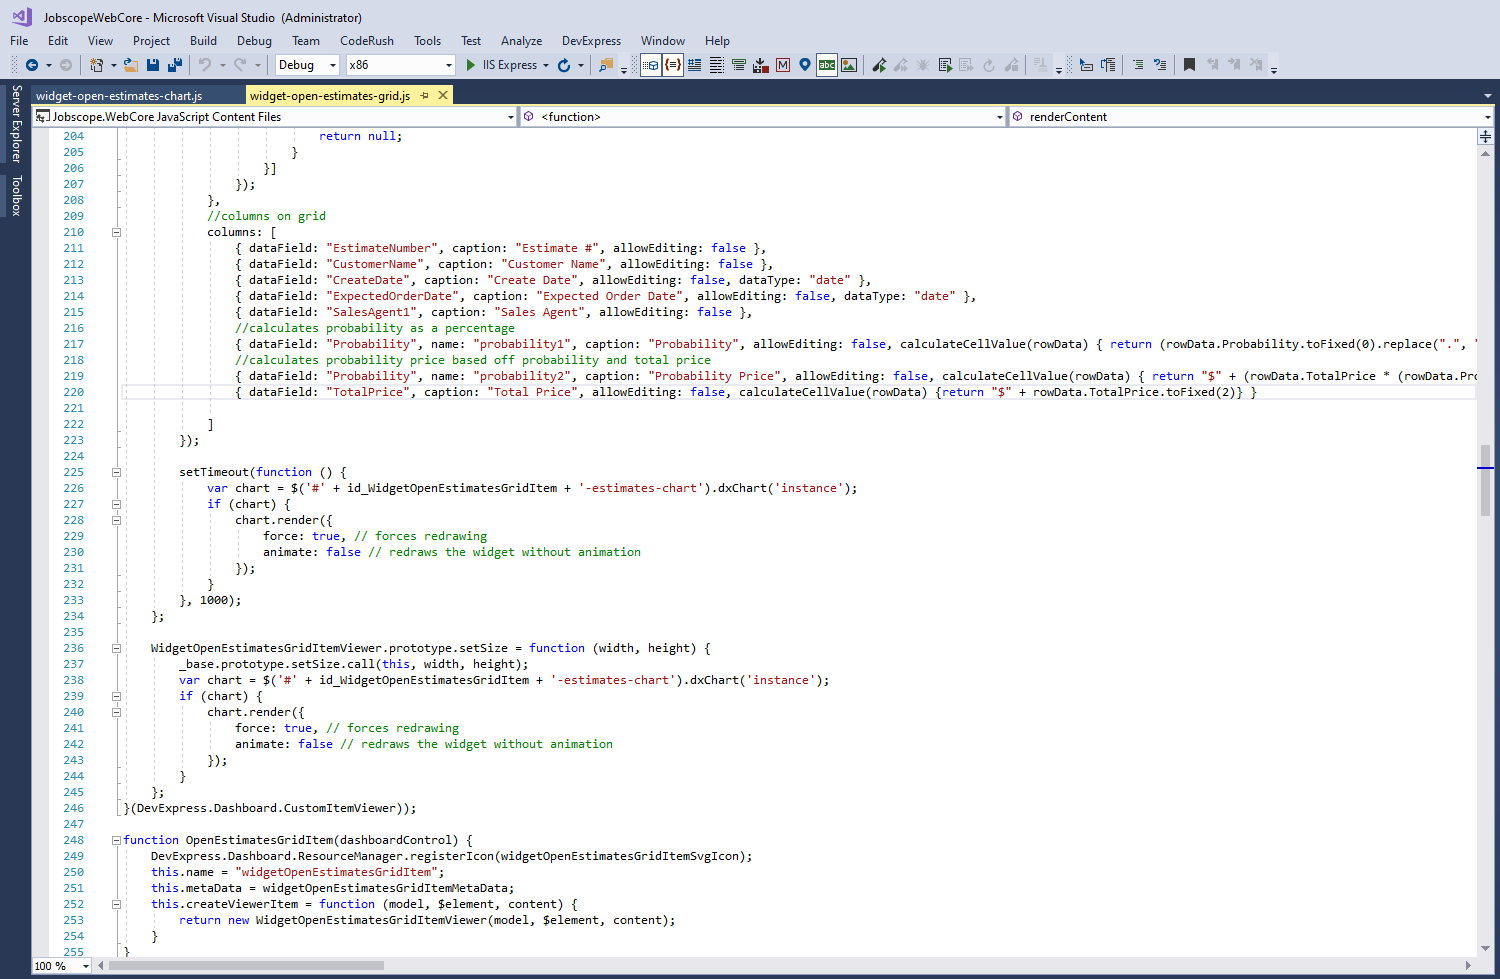 JobscopeWebCore - Microsoft Visual Studio (Administrator)
File Edit View Project Build Debug Team CodeRush Tools Test Analyze DevExpress Window Help
Debug x86 IIS Express abc
widget-open-estimates-chart.js widget-open-estimates-grid.js
Server Explorer
Toolbox
Jobscope.WebCore JavaScript Content Files <function> renderContent
204 return null;
205 }
206 }]
207 });
208 },
209 //columns on grid
210 columns: [
211 { dataField: "EstimateNumber", caption: "Estimate #", allowEditing: false },
212 { dataField: "CustomerName", caption: "Customer Name", allowEditing: false },
213 { dataField: "CreateDate", caption: "Create Date", allowEditing: false, dataType: "date" },
214 { dataField: "ExpectedOrderDate", caption: "Expected Order Date", allowEditing: false, dataType: "date" },
215 { dataField: "SalesAgent1", caption: "Sales Agent", allowEditing: false },
216 //calculates probability as a percentage
217 { dataField: "Probability", name: "probability1", caption: "Probability", allowEditing: false, calculateCellValue(rowData) { return (rowData.Probability.toFixed(0).replace(".", "
218 //calculates probability price based off probability and total price
219 { dataField: "Probability", name: "probability2", caption: "Probability Price", allowEditing: false, calculateCellValue(rowData) { return "$" + (rowData.TotalPrice * (rowData.Pro
220 { dataField: "TotalPrice", caption: "Total Price", allowEditing: false, calculateCellValue(rowData) {return "$" + rowData.TotalPrice.toFixed(2)} }
221
222 ]
223 });
224
225 setTimeout(function () {
226 var chart = $('#' + id_WidgetOpenEstimatesGridItem + '-estimates-chart').dxChart('instance');
227 if (chart) {
228 chart.render({
229 force: true, // forces redrawing
230 animate: false // redraws the widget without animation
231 });
232 }
233 }, 1000);
234 };
235
236 WidgetOpenEstimatesGridItemViewer.prototype.setSize = function (width, height) {
237 _base.prototype.setSize.call(this, width, height);
238 var chart = $('#' + id_WidgetOpenEstimatesGridItem + '-estimates-chart').dxChart('instance');
239 if (chart) {
240 chart.render({
241 force: true, // forces redrawing
242 animate: false // redraws the widget without animation
243 });
244 }
245 };
246 }(DevExpress.Dashboard.CustomItemViewer));
247
248 function OpenEstimatesGridItem(dashboardControl) {
249 DevExpress.Dashboard.ResourceManager.registerIcon(widgetOpenEstimatesGridItemSvgIcon);
250 this.name = "widgetOpenEstimatesGridItem";
251 this.metaData = widgetOpenEstimatesGridItemMetaData;
252 this.createViewerItem = function (model, $element, content) {
253 return new WidgetOpenEstimatesGridItemViewer(model, $element, content);
254 }
255 }
100 %